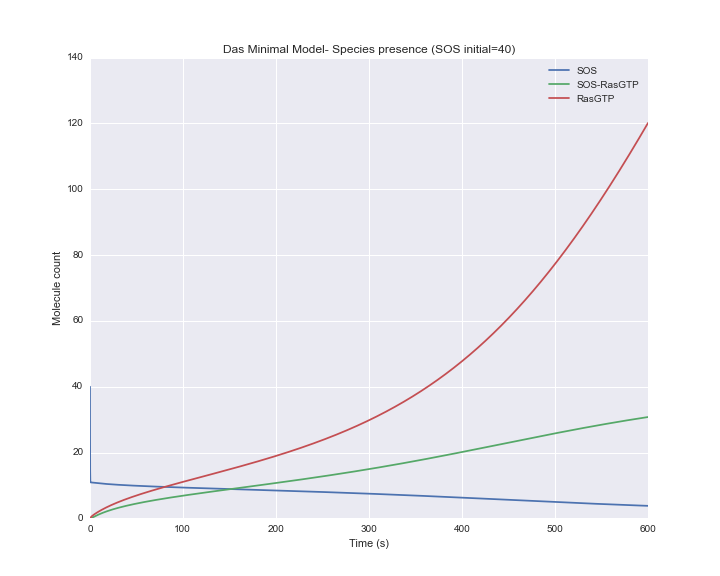 Das Minimal Model- Species presence (SOS initial=40)
140
120
100
80
60
40
20
0
Molecule count
SOS
SOS-RasGTP
RasGTP
0 100 200 300 400 500 600
Time (s)